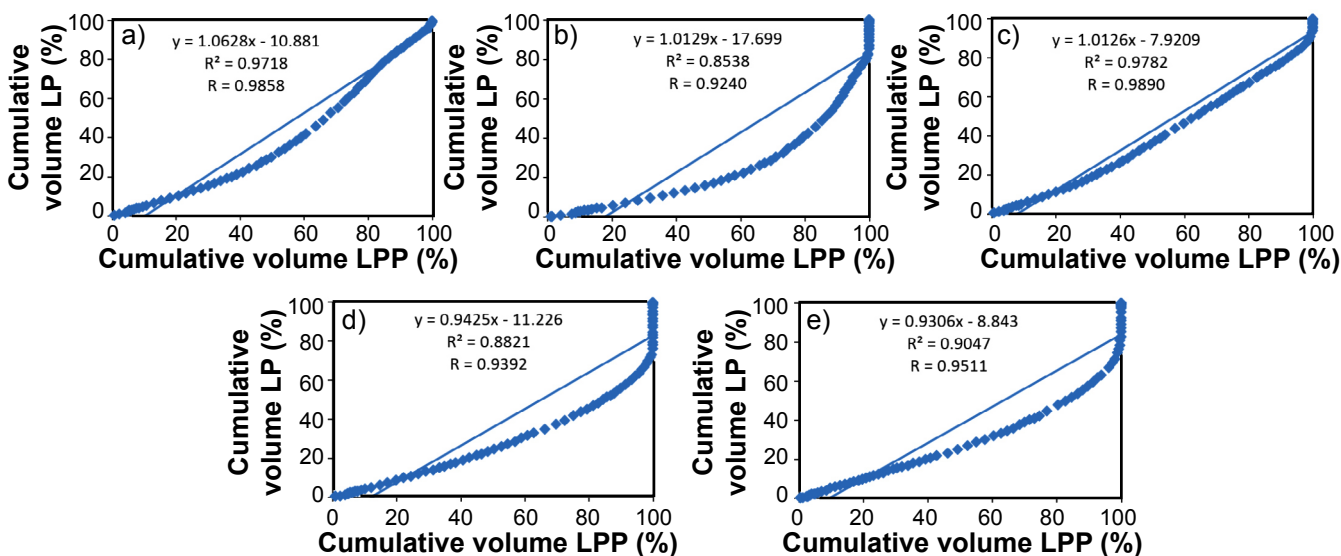 a)
y = 1.0628x - 10.881
R² = 0.9718
R = 0.9858
100
80
60
40
20
0
0 20 40 60 80 100
Cumulative
volume LP (%)
Cumulative volume LPP (%)
b)
y = 1.0129x - 17.699
R² = 0.8538
R = 0.9240
100
80
60
40
20
0
0 20 40 60 80 100
Cumulative
volume LP (%)
Cumulative volume LPP (%)
c)
y = 1.0126x - 7.9209
R² = 0.9782
R = 0.9890
100
80
60
40
20
0
0 20 40 60 80 100
Cumulative
volume LP (%)
Cumulative volume LPP (%)
d)
y = 0.9425x - 11.226
R² = 0.8821
R = 0.9392
100
80
60
40
20
0
0 20 40 60 80 100
Cumulative
volume LP (%)
Cumulative volume LPP (%)
e)
y = 0.9306x - 8.843
R² = 0.9047
R = 0.9511
100
80
60
40
20
0
0 20 40 60 80 100
Cumulative
volume LP (%)
Cumulative volume LPP (%)